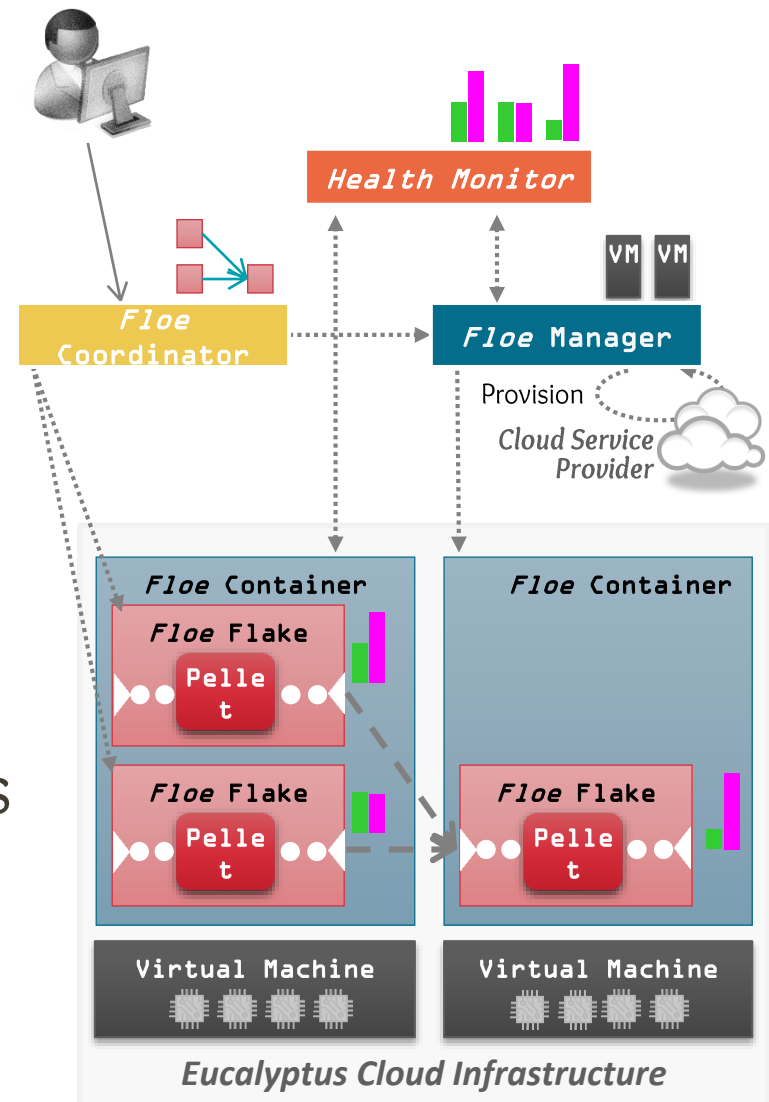 Health Monitor
VM VM
Floe
Coordinator
Floe Manager
Provision
Cloud Service
Provider
Floe Container
Floe Container
Floe Flake
Pelle
t
S
Floe Flake
Pelle
t
Floe Flake
Pelle
t
Virtual Machine
Virtual Machine
Eucalyptus Cloud Infrastructure